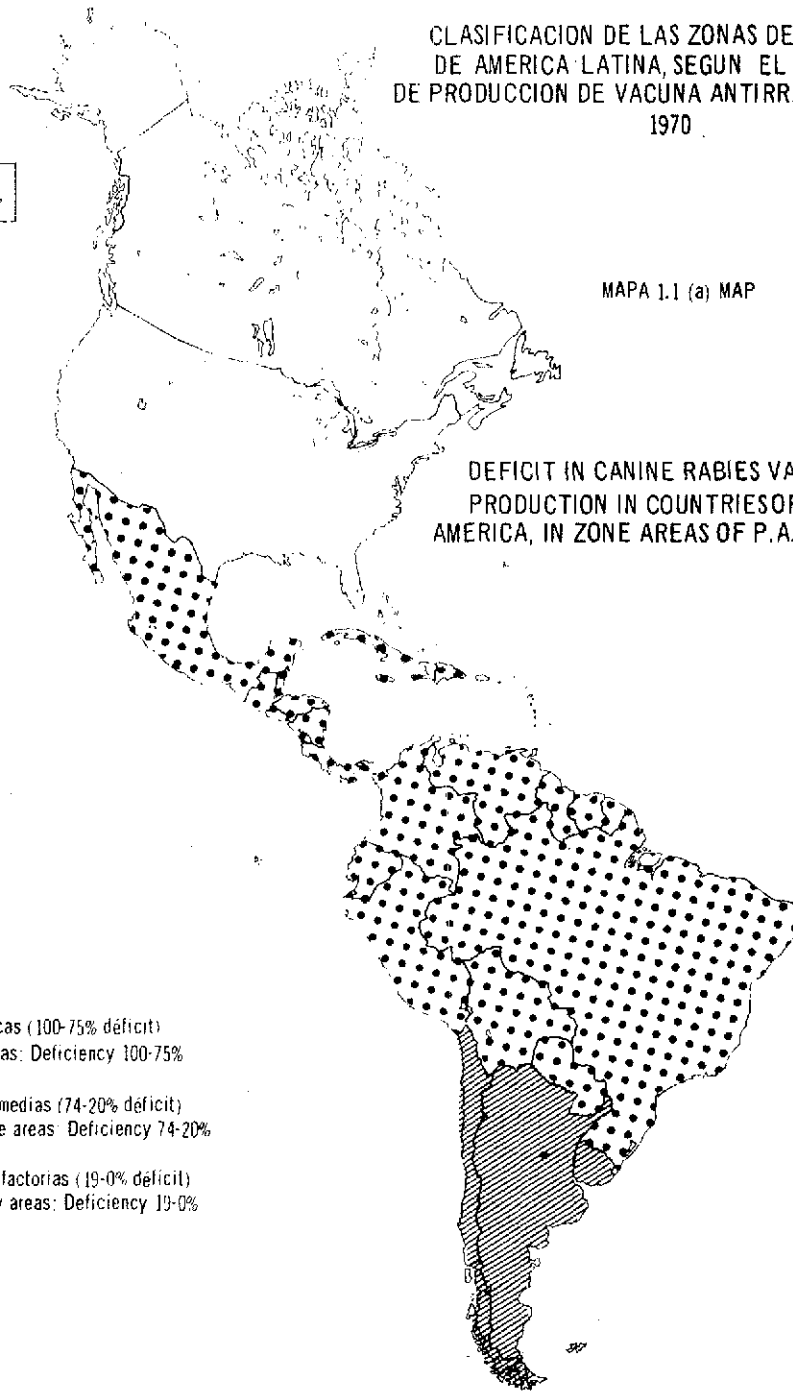 CLASIFICACION DE LAS ZONAS DE
DE AMERICA LATINA, SEGUN EL
DE PRODUCCION DE VACUNA ANTIRR
1970
MAPA 1.1 (a) MAP
DEFICIT IN CANINE RABIES VA
PRODUCTION IN COUNTRIES OF
AMERICA, IN ZONE AREAS OF P.A.
cas (100-75% déficit)
as: Deficiency 100-75%
medias (74-20% déficit)
e areas: Deficiency 74-20%
factorias (19-0% déficit)
y areas: Deficiency 19-0%